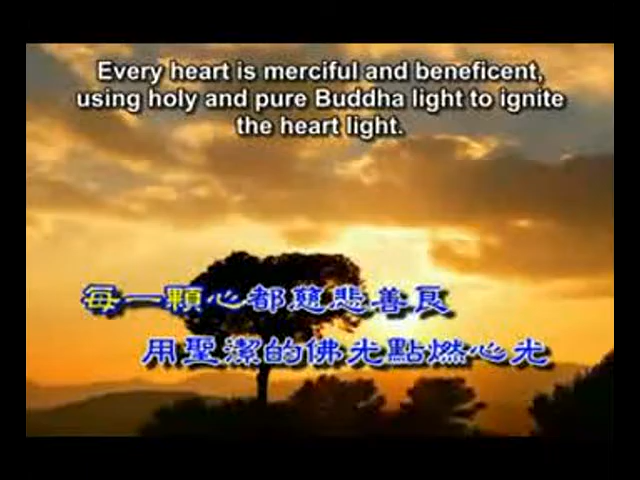 Every heart is merciful and beneficent,
using holy and pure Buddha light to ignite
the heart light.
每一顆心都慈悲善良
用聖潔的佛光點燃心光